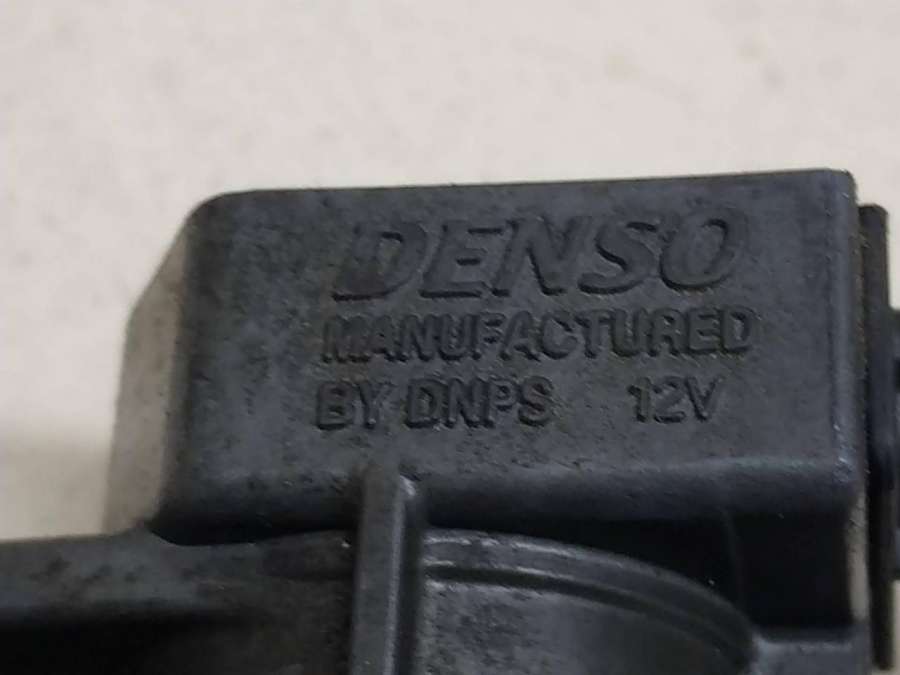 DENSO
MANUFACTURED
BY DNPS 12V